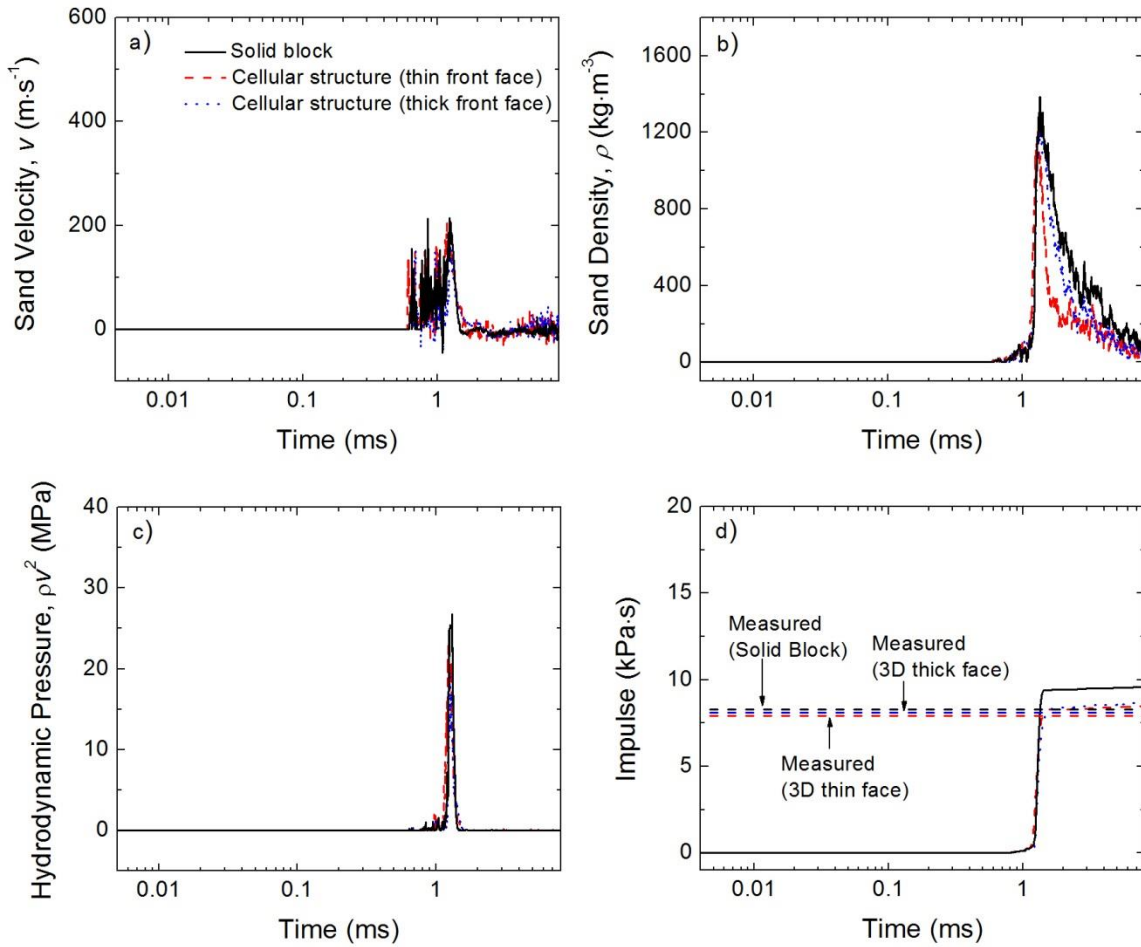 a)
Solid block
Cellular structure (thin front face)
Cellular structure (thick front face)
600
400
200
0
Sand Velocity, v (m·s⁻¹)
0.01 0.1 1
Time (ms)
b)
1600
1200
800
400
0
Sand Density, ρ (kg·m⁻³)
0.01 0.1 1
Time (ms)
c)
40
35
30
25
20
15
10
5
0
Hydrodynamic Pressure, ρv² (MPa)
0.01 0.1 1
Time (ms)
d)
20
15
10
5
0
Impulse (kPa·s)
Measured
(Solid Block)
Measured
(3D thick face)
Measured
(3D thin face)
0.01 0.1 1
Time (ms)